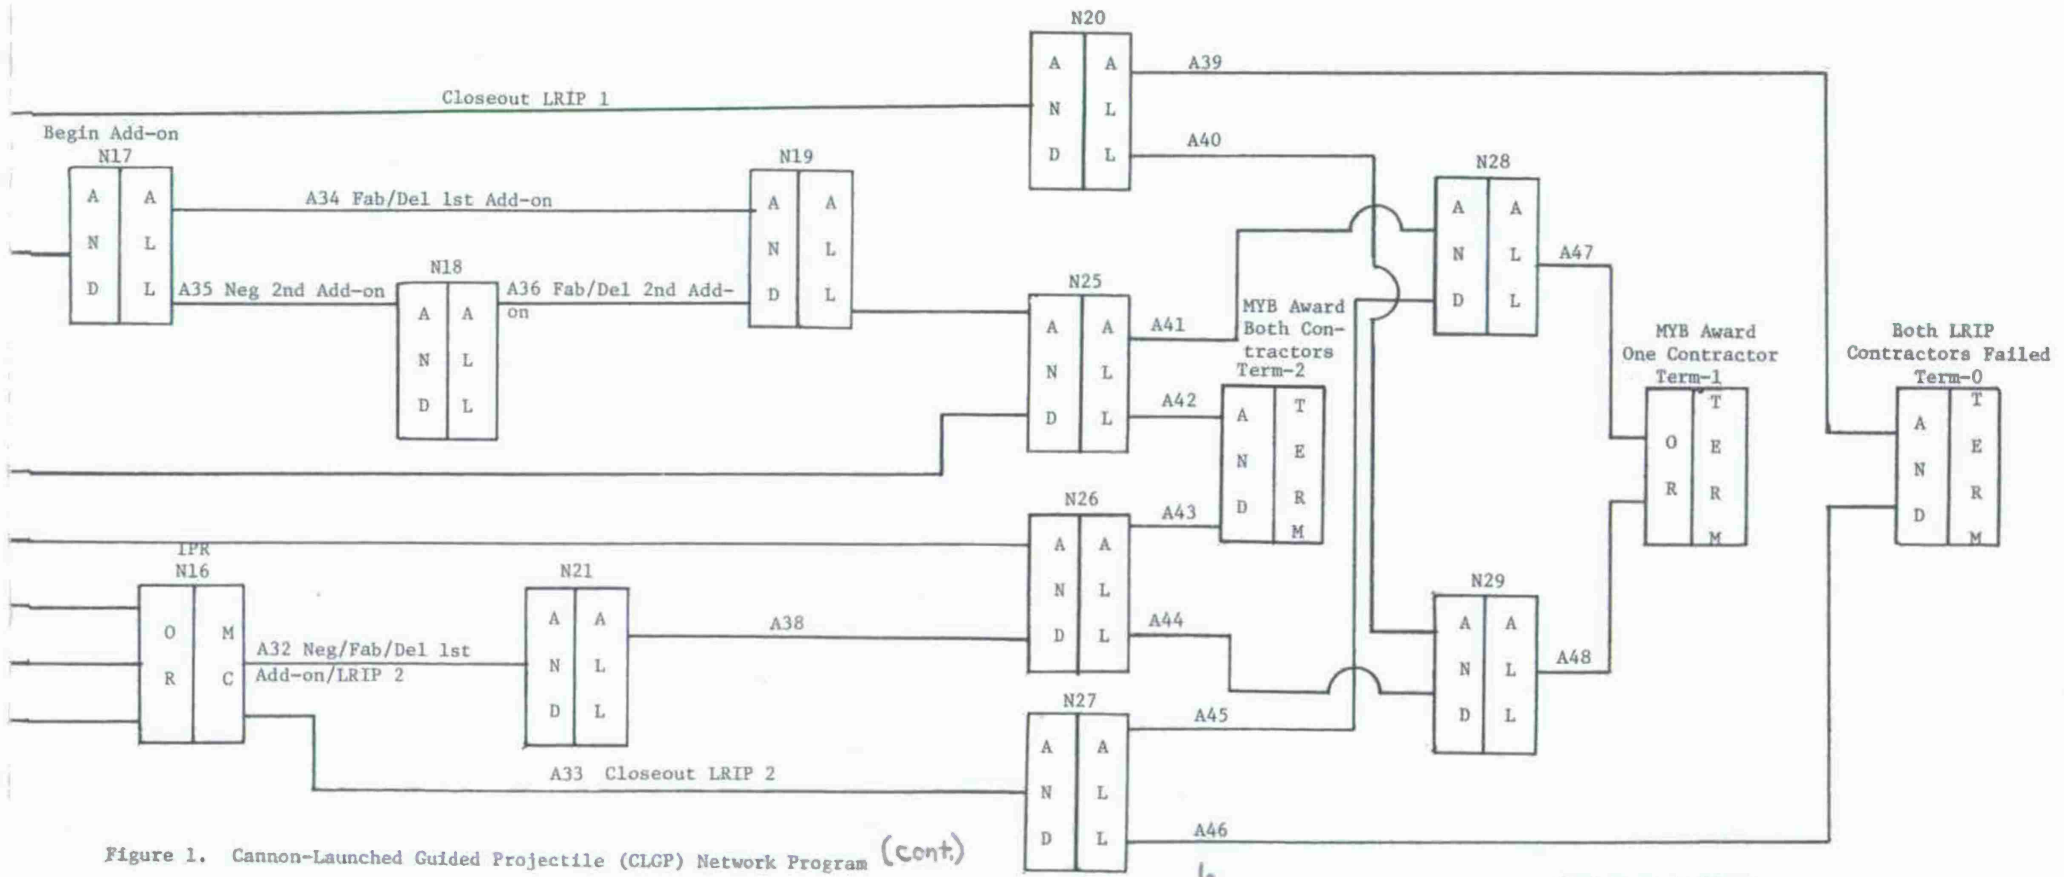 N20
A A
N L
D L
A39
A40
Closeout LRIP 1
Begin Add-on
N17
A A
N L
D L
A34 Fab/Del 1st Add-on
A35 Neg 2nd Add-on
N18
A A
N L
D L
A36 Fab/Del 2nd Add-
on
N19
A A
N L
D L
N25
A A
N L
D L
A41
A42
MYB Award
Both Con-
tractors
Term-2
A T
N E
D R
M
N28
A A
N L
D L
A47
MYB Award
One Contractor
Term-1
T
O E
R R
M
Both LRIP
Contractors Failed
Term-0
T
A E
N R
D M
N26
A A
N L
D L
A43
A44
IPR
N16
O M
R C
A32 Neg/Fab/Del 1st
Add-on/LRIP 2
N21
A A
N L
D L
A38
N29
A A
N L
D L
A48
A33 Closeout LRIP 2
N27
A A
N L
D L
A45
A46
Figure 1. Cannon-Launched Guided Projectile (CLGP) Network Program (cont.)